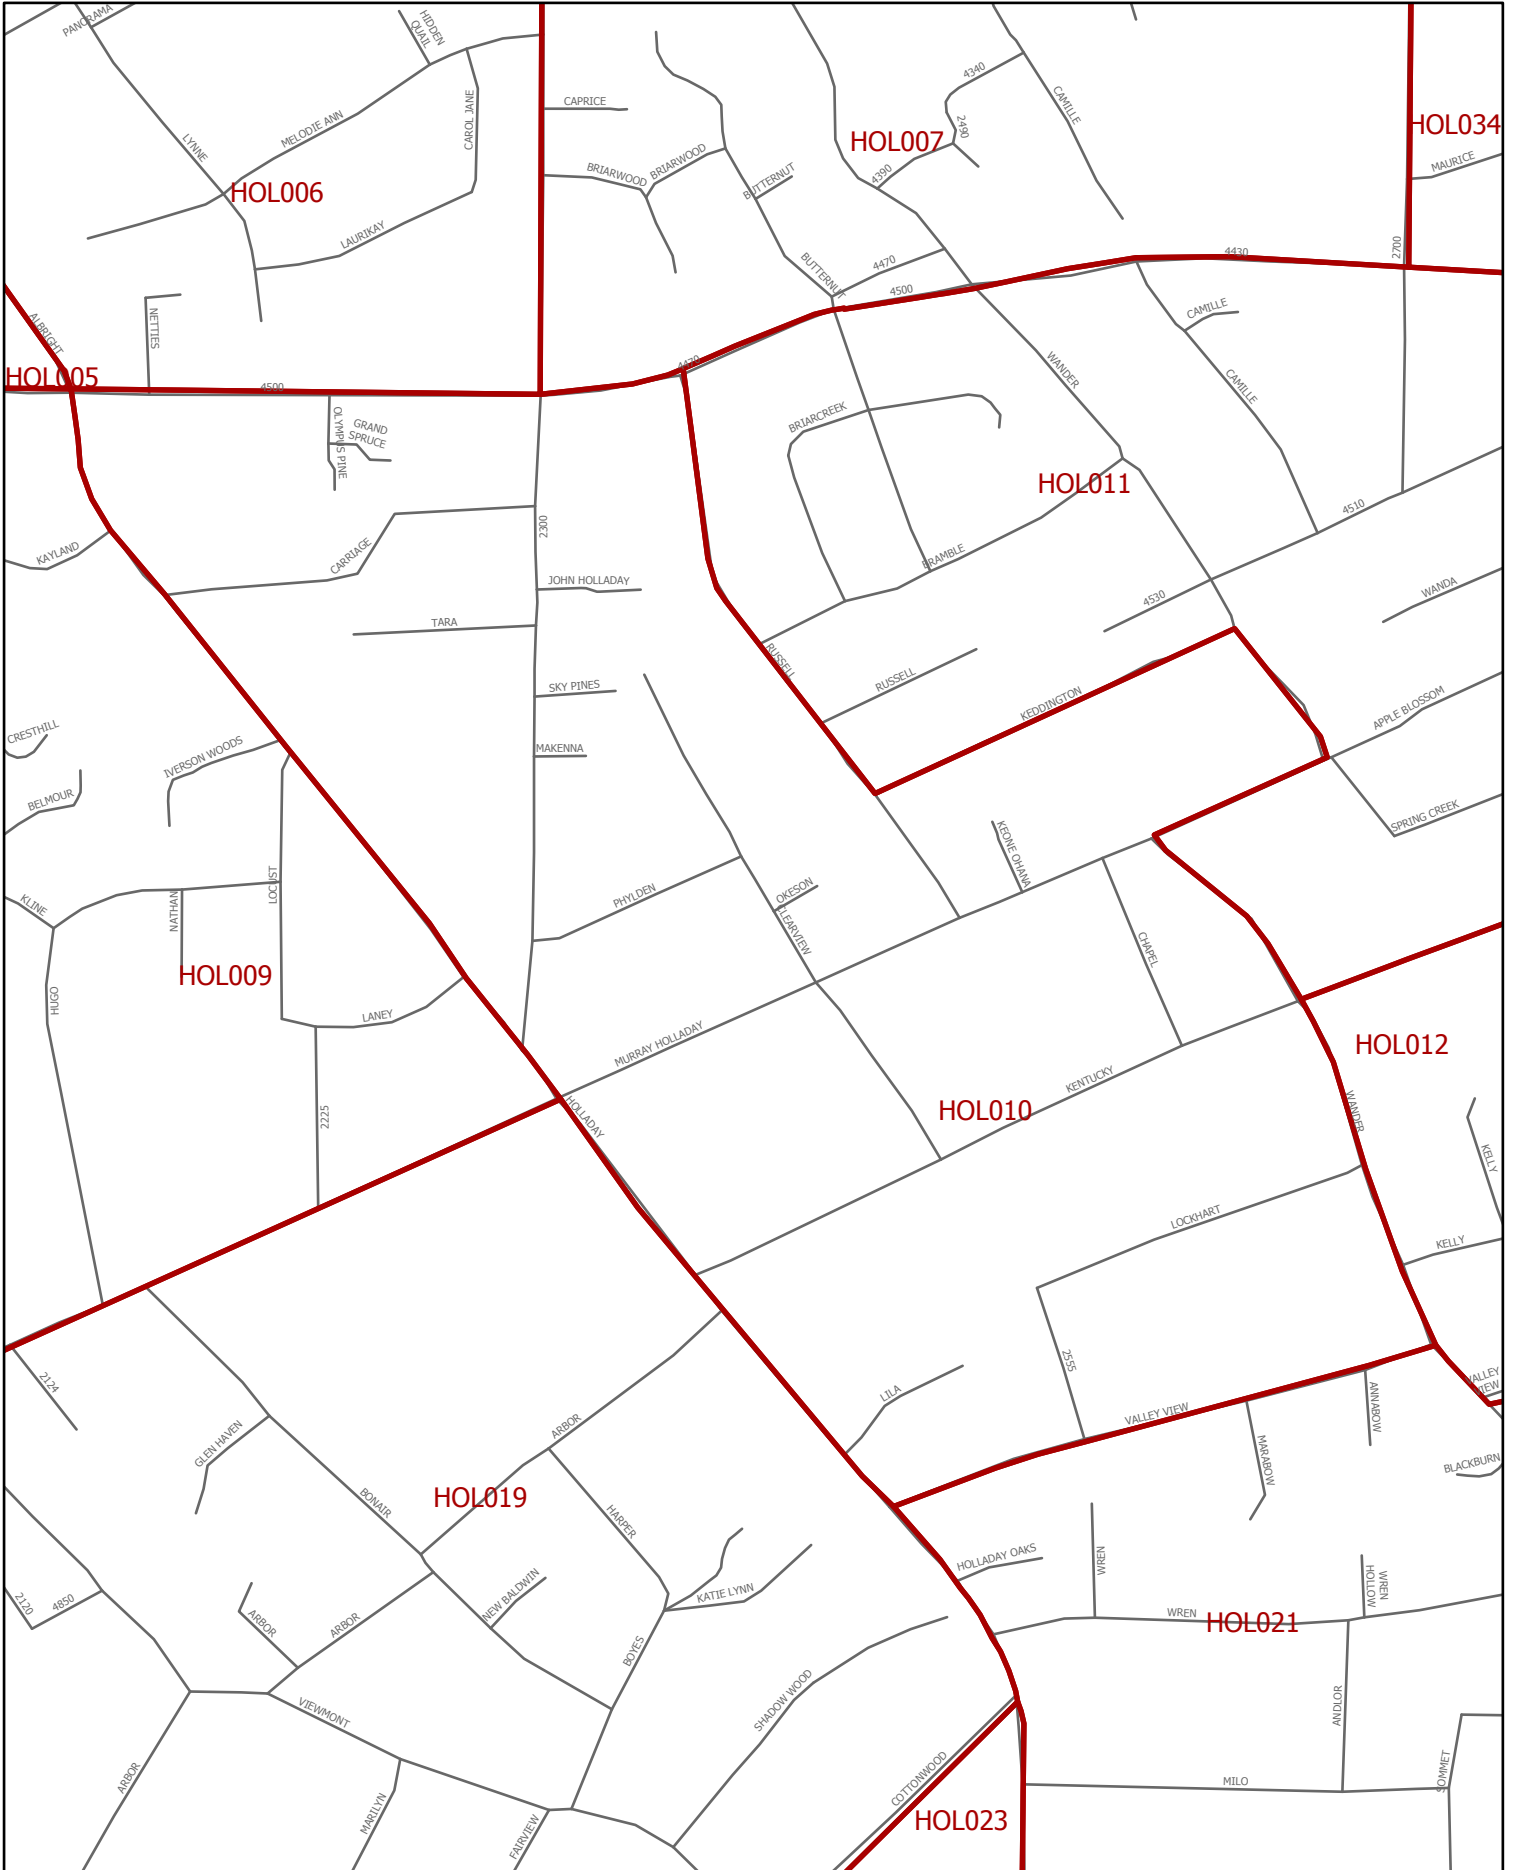 PANORAMA
HIDDEN
QUAIL
LYNNE
MELODIE ANN
CAROL JANE
HOL006
LAURIKAY
NETTIES
ALBRIGHT
HOL005
4500
CAPRICE
BRIARWOOD
BRIARWOOD
BUTTERNUT
BUTTERNUT
HOL007
4340
2490
4390
CAMILLE
4470
4500
4430
HOL034
MAURICE
2700
4470
OLYMPUS PINE
GRAND
SPRUCE
KAYLAND
CARRIAGE
2300
JOHN HOLLADAY
TARA
SKY PINES
MAKENNA
BRIARCREEK
WANDER
CAMILLE
CAMILLE
HOL011
4510
BRAMBLE
4530
WANDA
RUSSELL
RUSSELL
KEDDINGTON
APPLE BLOSSOM
SPRING CREEK
CRESTHILL
IVERSON WOODS
BELMOUR
KLINE
NATHAN
LOCUST
HOL009
HUGO
LANEY
2225
PHYLDEN
OKESON
CLEARVIEW
KEONE OHANA
CHAPEL
MURRAY HOLLADAY
HOLLADAY
HOL010
KENTUCKY
HOL012
WANDER
KELLY
KELLY
LOCKHART
2555
LILA
VALLEY VIEW
VALLEY
VIEW
ANNABOW
MARABOW
BLACKBURN
2124
GLEN HAVEN
ARBOR
BONAIR
HOL019
HARPER
NEW BALDWIN
KATIE LYNN
2120
4850
ARBOR
ARBOR
BOYES
VIEWMONT
SHADOW WOOD
ARBOR
MARILYN
FAIRVIEW
COTTONWOOD
HOL023
HOLLADAY OAKS
WREN
WREN
WREN
HOLLOW
HOL021
ANDLOR
MILO
SOMMET